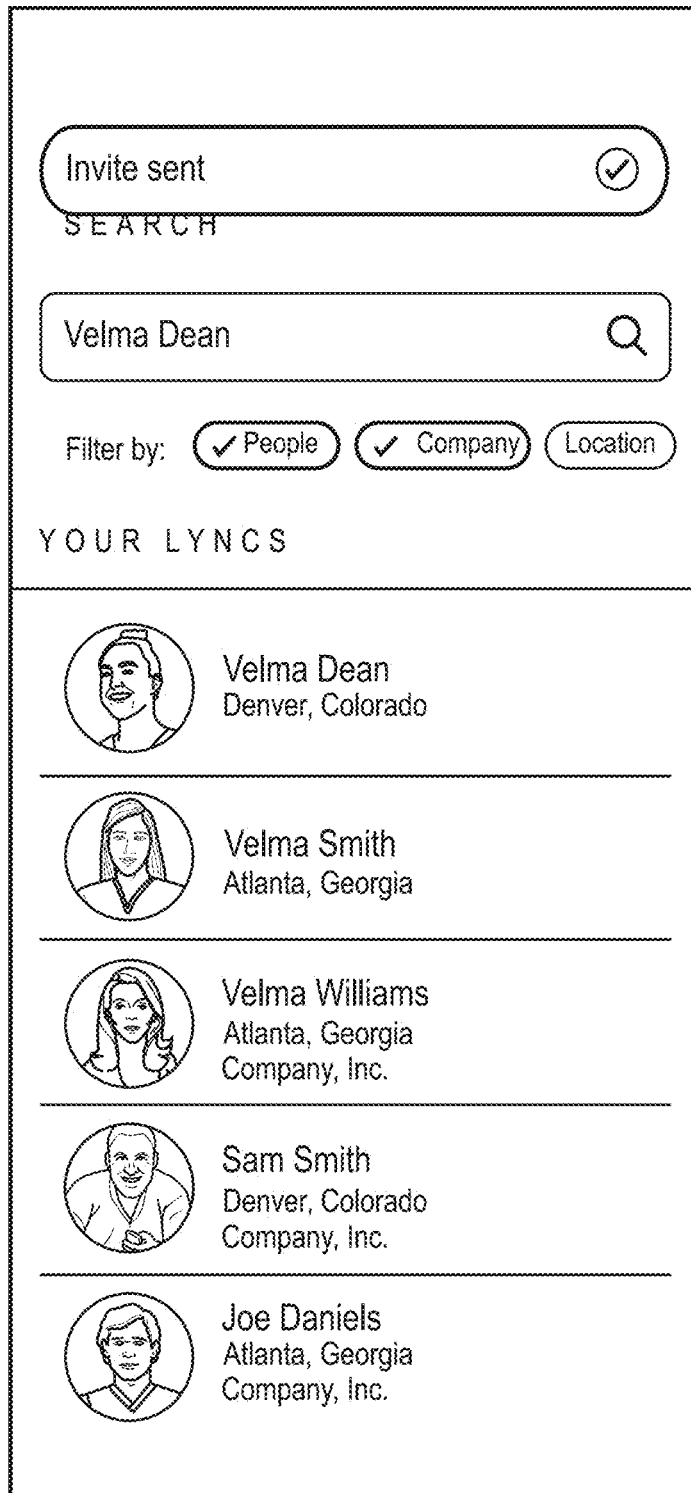 Invite sent
SEARCH
Velma Dean
Filter by: People Company Location
YOUR LYNCS
Velma Dean
Denver, Colorado
Velma Smith
Atlanta, Georgia
Velma Williams
Atlanta, Georgia
Company, Inc.
Sam Smith
Denver, Colorado
Company, Inc.
Joe Daniels
Atlanta, Georgia
Company, Inc.